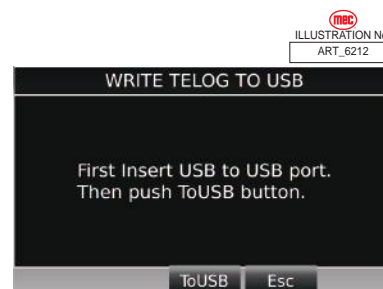 mec
ILLUSTRATION No
ART_6212
WRITE TELOG TO USB
First Insert USB to USB port.
Then push ToUSB button.
ToUSB Esc